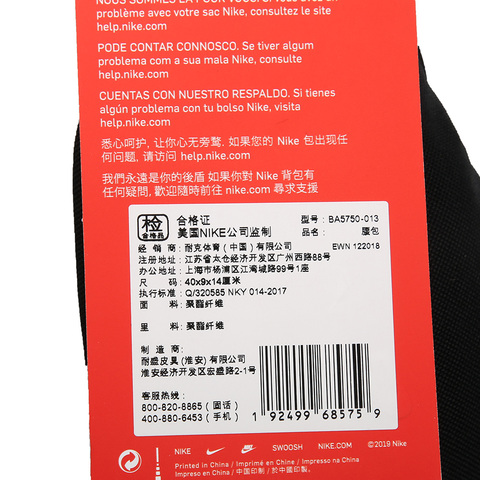 NOUS SOMMES LÀ POUR VOUS. Si vous avez un
problème avec votre sac Nike, consultez le site
help.nike.com
PODE CONTAR CONNOSCO. Se tiver algum
problema com a sua mala Nike, consulte
help.nike.com
CUENTAS CON NUESTRO RESPALDO. Si tienes
algún problema con tu bolso Nike, visita
help.nike.com
悉心呵护, 让你心无旁骛. 如果您的 Nike 包出现任
何问题, 请访问 help.nike.com
我們永遠是你的後盾 如果你對 Nike 背包有
任何疑問, 歡迎隨時前往 nike.com 尋求支援
检
合格品
合格证
美国NIKE公司监制
型号: BA5750-013
品名: 腰包
经 销 商: 耐克体育(中国)有限公司
EWN 122018
注册地址: 江苏省太仓经济开发区广州西路88号
办公地址: 上海市杨浦区江湾城路99号1座
尺 码: 40x9x14厘米
执行标准: Q/320585 NKY 014-2017
面 料: 聚酯纤维
里 料: 聚酯纤维
制 造 商:
耐盛皮具(淮安)有限公司
淮安经济开发区宏盛路2-1号
客服热线:
800-820-8865 (固话)
400-880-6453 (手机)
1 92499 68575 9
NIKE SWOOSH NIKE.COM ©2019 Nike
Printed in China / Imprimé en Chine / Impreso
en China / 中国印刷 / 於中國印製